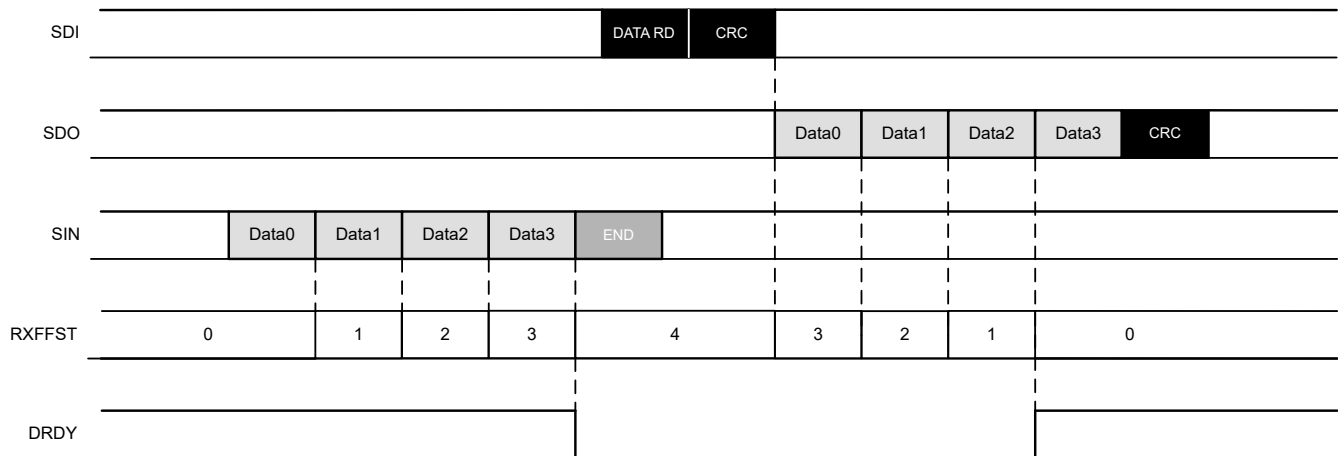 SDI DATA RD CRC
SDO Data0 Data1 Data2 Data3 CRC
SIN Data0 Data1 Data2 Data3 END
RXFFST 0 1 2 3 4 3 2 1 0
DRDY